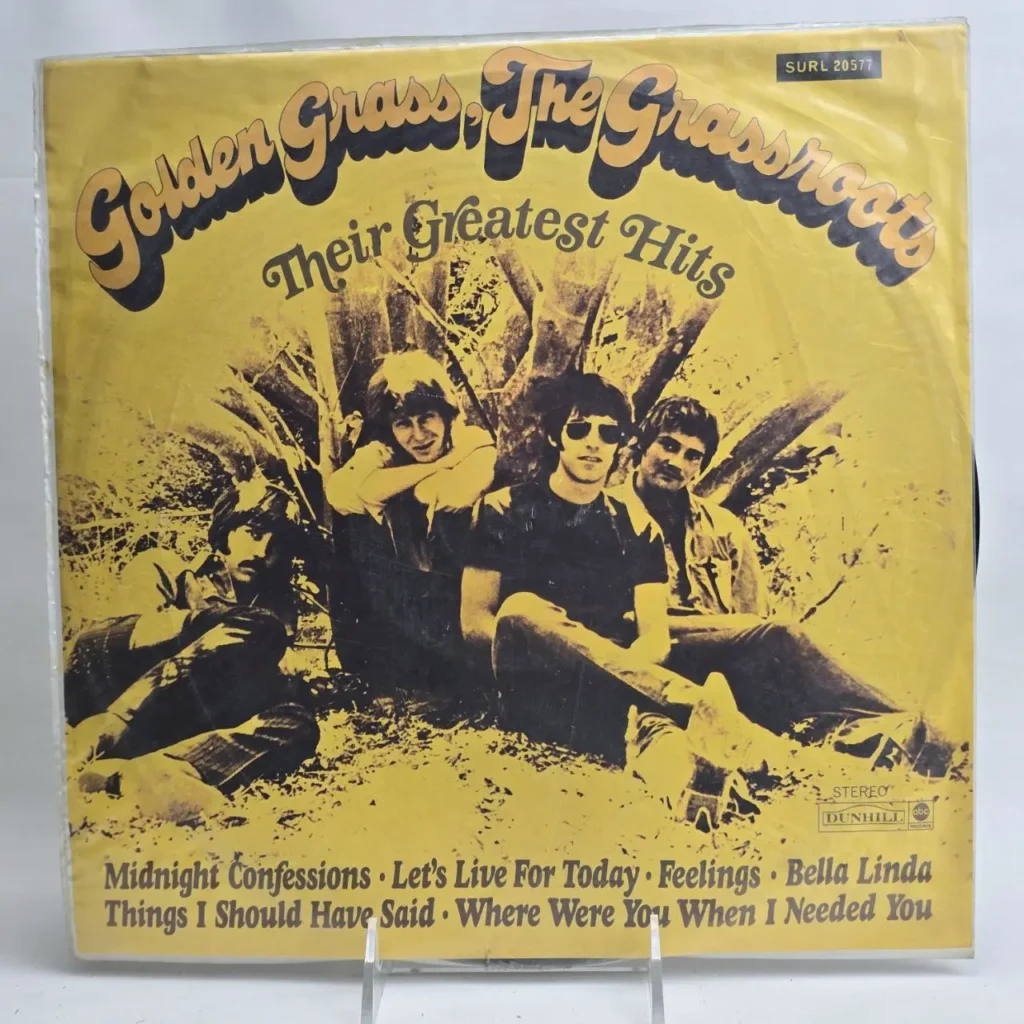 SURL 20577
Golden Grass, The Grassroots
Their Greatest Hits
STEREO
DUNHILL abc
Midnight Confessions · Let's Live For Today · Feelings · Bella Linda
Things I Should Have Said · Where Were You When I Needed You